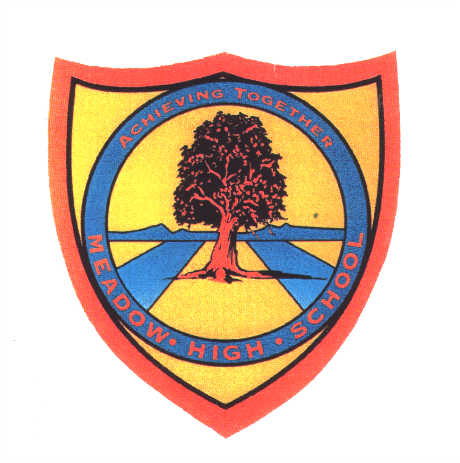 ACHIEVING TOGETHER
MEADOW • HIGH • SCHOOL